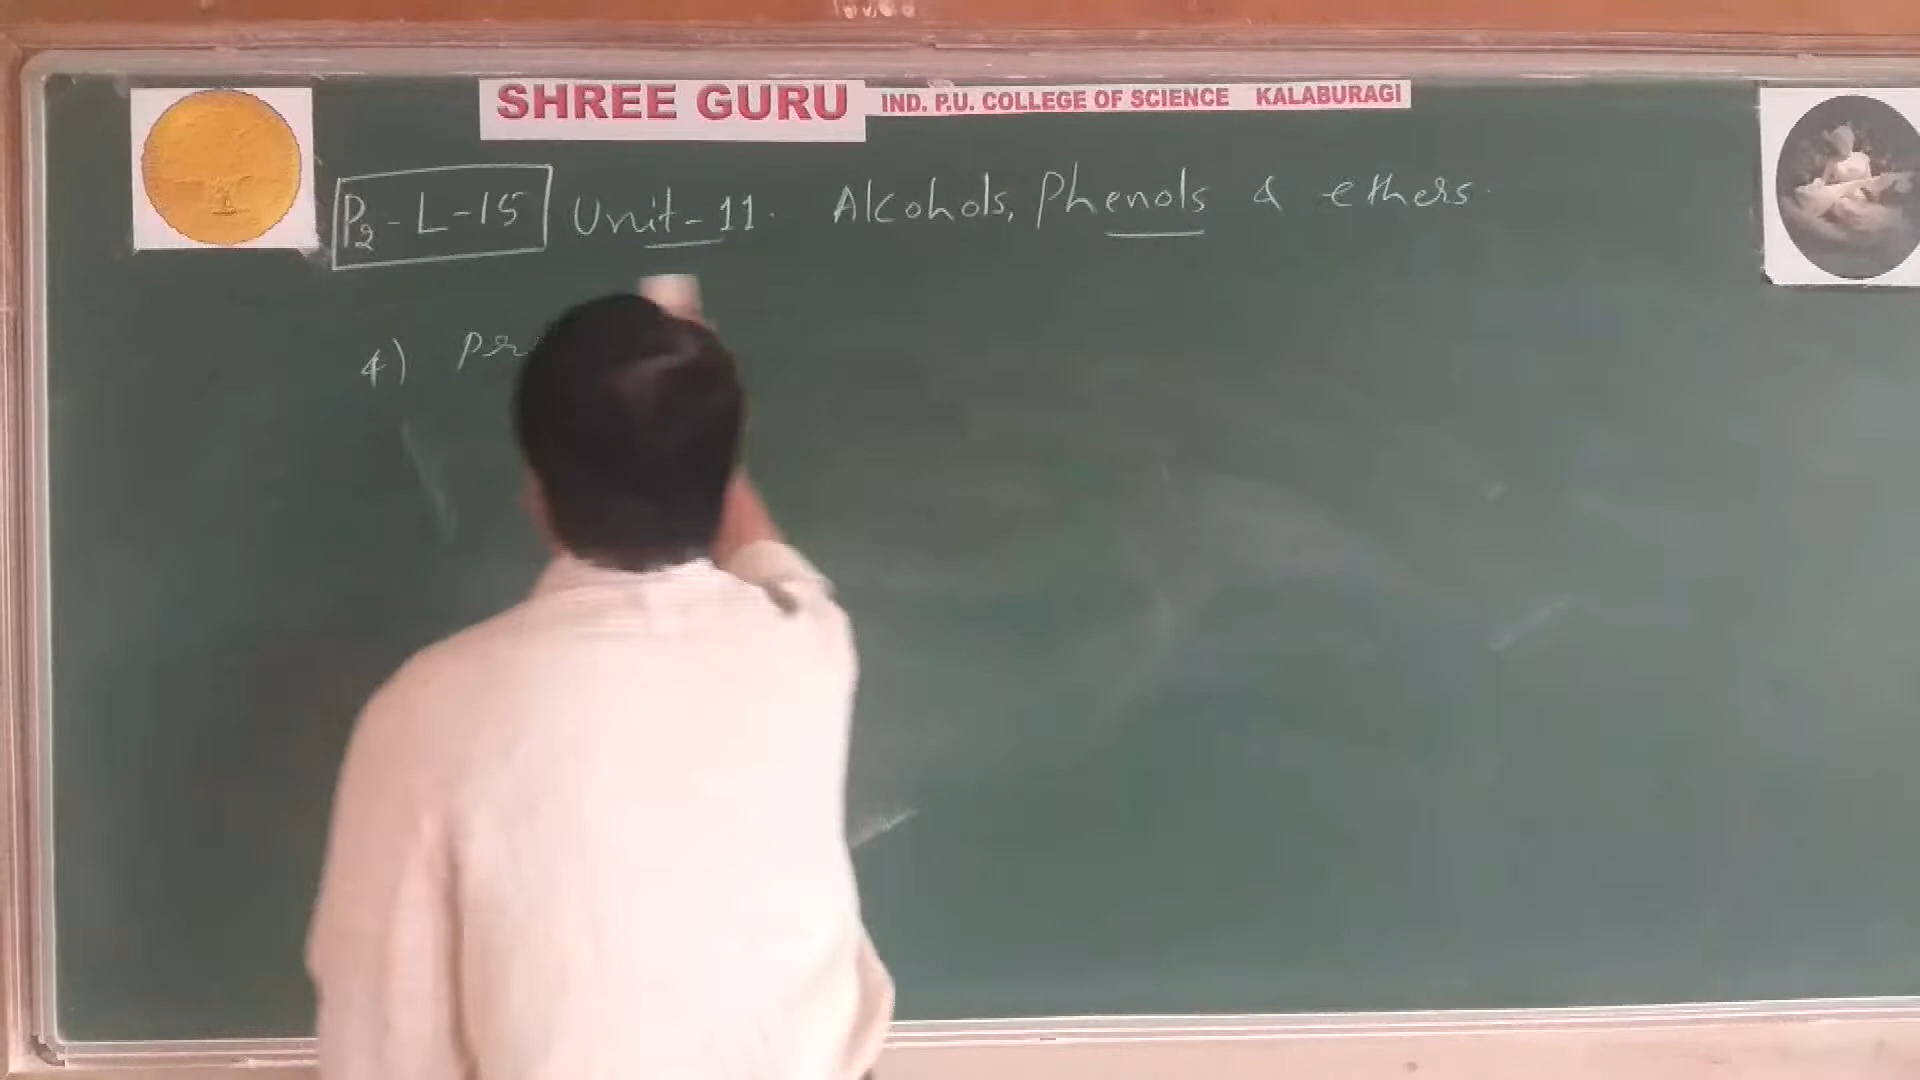 SHREE GURU IND. P.U. COLLEGE OF SCIENCE KALABURAGI
P2-L-15 Unit-11. Alcohols, Phenols & ethers.
4)